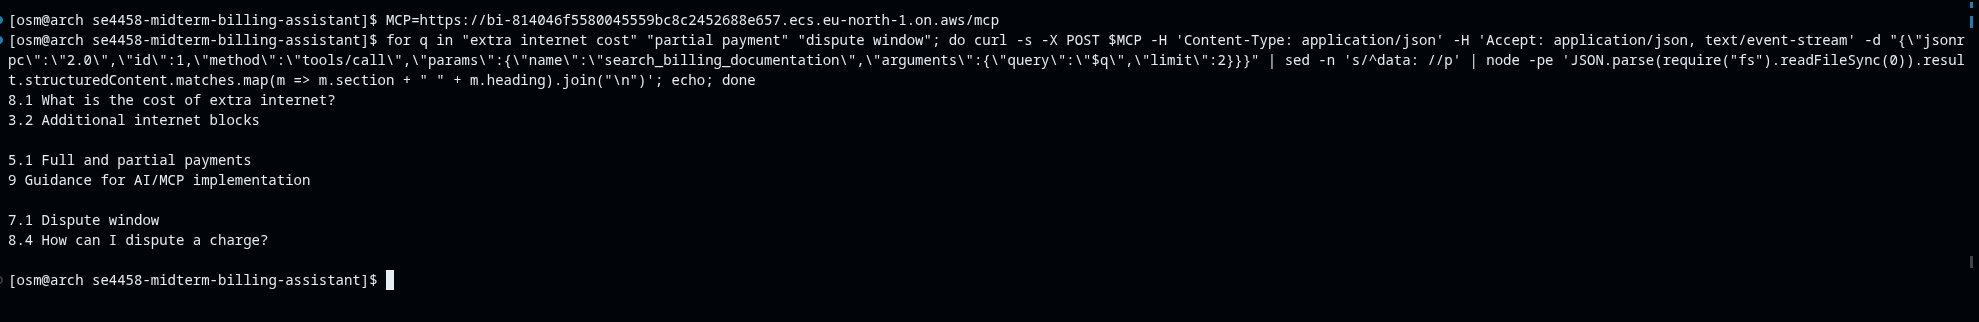 [osm@arch se4458-midterm-billing-assistant]$ MCP=https://bi-814046f5580045559bc8c2452688e657.ecs.eu-north-1.on.aws/mcp
[osm@arch se4458-midterm-billing-assistant]$ for q in "extra internet cost" "partial payment" "dispute window"; do curl -s -X POST $MCP -H 'Content-Type: application/json' -H 'Accept: application/json, text/event-stream' -d "{\"jsonr
pc\":\"2.0\",\"id\":1,\"method\":\"tools/call\",\"params\":{\"name\":\"search_billing_documentation\",\"arguments\":{\"query\":\"$q\",\"limit\":2}}}" | sed -n 's/^data: //p' | node -pe 'JSON.parse(require("fs").readFileSync(0)).resul
t.structuredContent.matches.map(m => m.section + " " + m.heading).join("\n")'; echo; done
8.1 What is the cost of extra internet?
3.2 Additional internet blocks

5.1 Full and partial payments
9 Guidance for AI/MCP implementation

7.1 Dispute window
8.4 How can I dispute a charge?

[osm@arch se4458-midterm-billing-assistant]$